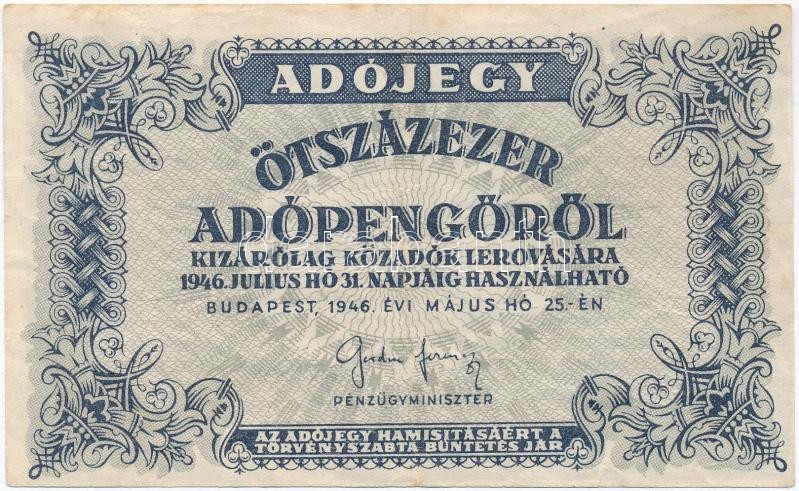 ADÓJEGY
ÖTSZÁZEZER
ADÓPENGŐRŐL
KIZÁRÓLAG KÖZADÓK LEROVÁSÁRA
1946. JULIUS HÓ 31. NAPJÁIG HASZNÁLHATÓ
BUDAPEST, 1946. ÉVI MÁJUS HÓ 25.-ÉN
PÉNZÜGYMINISZTER
AZ ADÓJEGY HAMISITÁSÁÉRT A
TÖRVÉNYSZABTA BÜNTETÉS JÁR